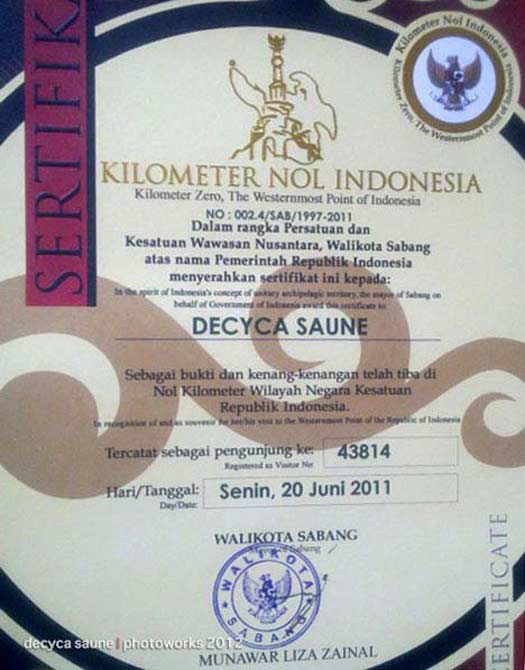 SERTIFIKA
Kilometer Nol Indonesia
Kilometer Zero, The Westernmost Point of Indonesia
KILOMETER NOL INDONESIA
Kilometer Zero, The Westernmost Point of Indonesia
NO : 002.4/SAB/1997-2011
Dalam rangka Persatuan dan
Kesatuan Wawasan Nusantara, Walikota Sabang
atas nama Pemerintah Republik Indonesia
menyerahkan sertifikat ini kepada:
In the spirit of Indonesia's concept of unitary archipelagic territory, the mayor of Sabang on
behalf of Government of Indonesia award this certificate to
DECYCA SAUNE
Sebagai bukti dan kenang-kenangan telah tiba di
Nol Kilometer Wilayah Negara Kesatuan
Republik Indonesia.
In recognition of and as souvenir for her/his visit to the Westernmost Point of the Republic of Indonesia
Tercatat sebagai pengunjung ke: 43814
Registered as Visitor No:
Hari/Tanggal: Senin, 20 Juni 2011
Day/Date:
WALIKOTA SABANG
Mayor of Sabang
WALIKOTA
SABANG
MUNAWAR LIZA ZAINAL
ERTIFICATE
decyca saune | photoworks 2012